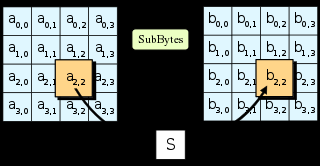 a0,0 a0,1 a0,2 a0,3 b0,0 b0,1 b0,2 b0,3
SubBytes
a1,0 a1,1 a1,2 a1,3 b1,0 b1,1 b1,2 b1,3
a2,0 a2,1 a2,2 a2,3 b2,0 b2,1 b2,2 b2,3
a3,0 a3,1 a3,2 a3,3 b3,0 b3,1 b3,2 b3,3
S